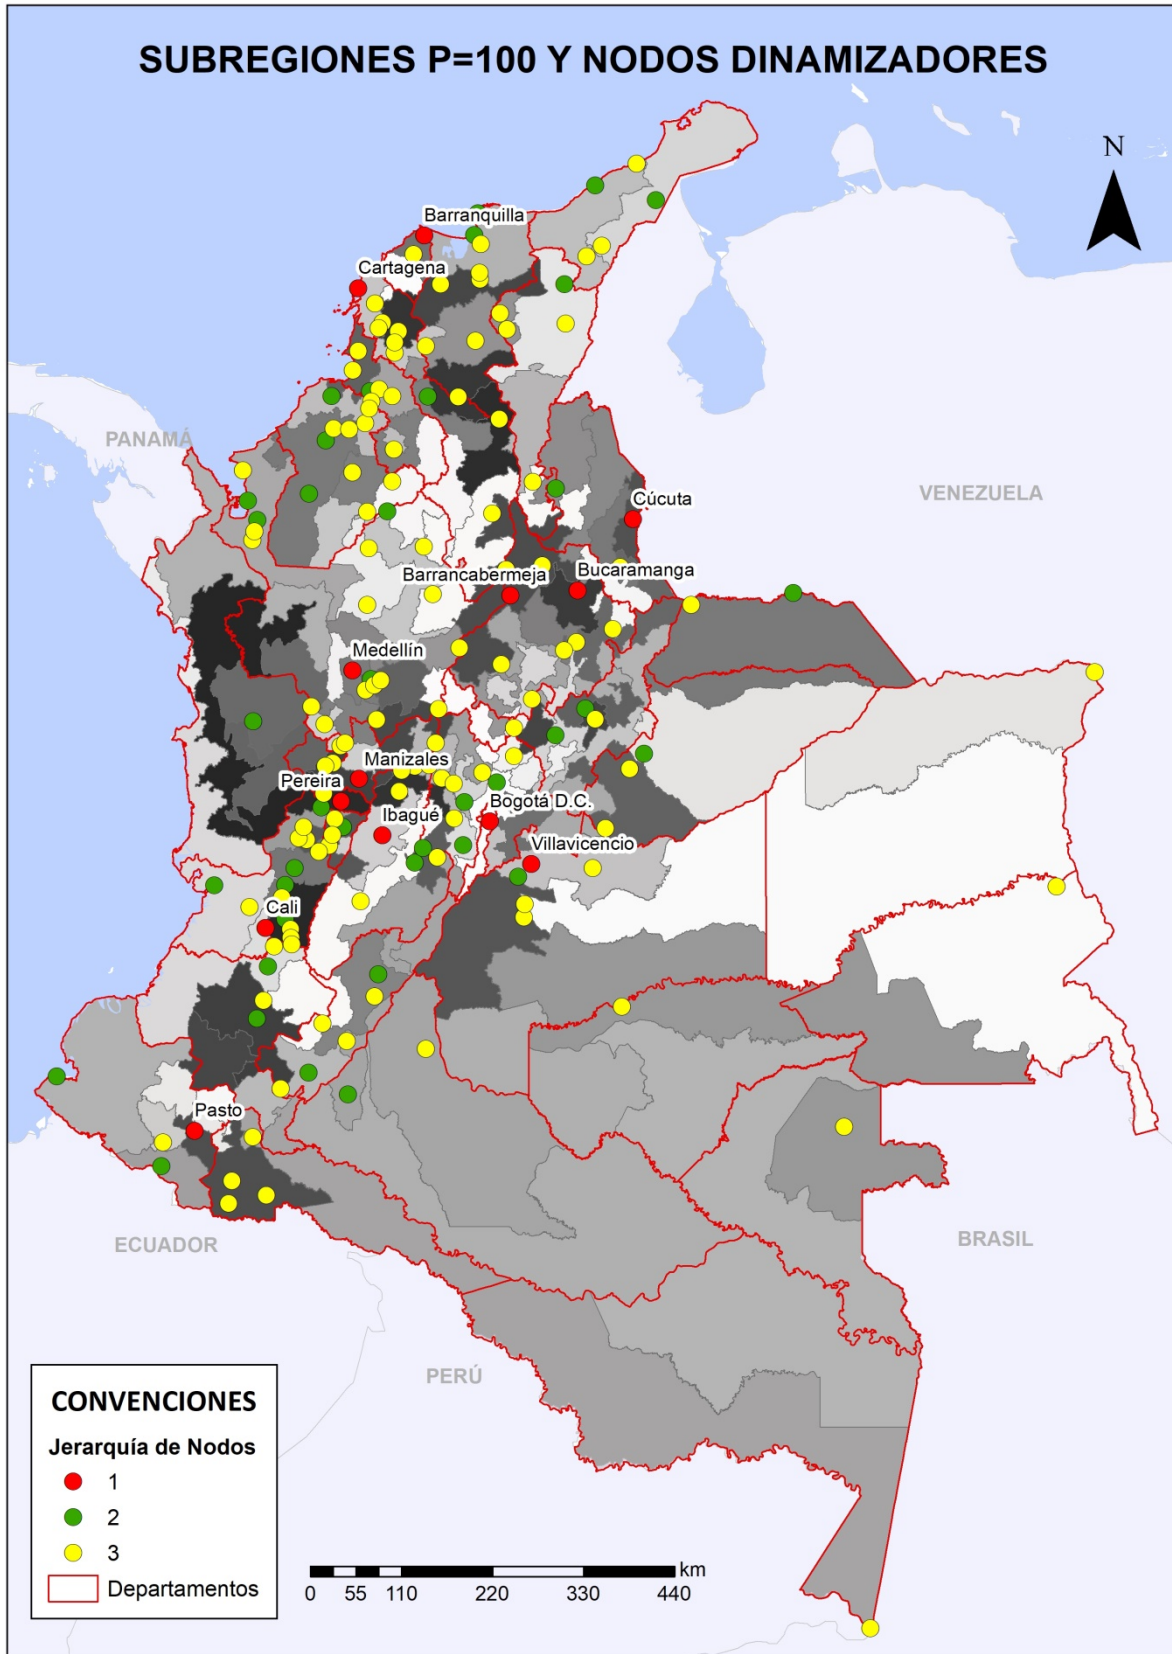 SUBREGIONES P=100 Y NODOS DINAMIZADORES
N
Barranquilla
Cartagena
PANAMÁ
VENEZUELA
Cúcuta
Barrancabermeja
Bucaramanga
Medellín
Manizales
Pereira
Ibagué
Bogotá D.C.
Villavicencio
Cali
Pasto
ECUADOR
BRASIL
PERÚ
CONVENCIONES
Jerarquía de Nodos
1
2
3
Departamentos
km
0 55 110 220 330 440